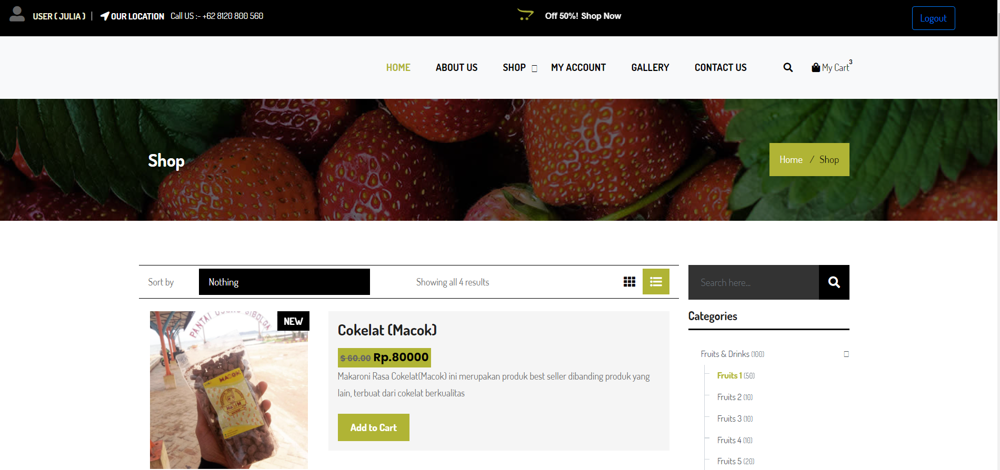 USER ( JULIA ) OUR LOCATION Call US :- +62 8120 800 560 Off 50%! Shop Now Logout
HOME ABOUT US SHOP MY ACCOUNT GALLERY CONTACT US My Cart 3
Shop Home / Shop
Sort by Nothing Showing all 4 results Search here...
PANTAI UJUNG SIBOLGA
NEW
MACOK
MASIM
Cokelat (Macok)
$ 60.00 Rp.80000
Makaroni Rasa Cokelat(Macok) ini merupakan produk best seller dibanding produk yang
lain, terbuat dari cokelat berkualitas
Add to Cart
Categories
Fruits & Drinks (100)
Fruits 1 (50)
Fruits 2 (10)
Fruits 3 (10)
Fruits 4 (10)
Fruits 5 (20)